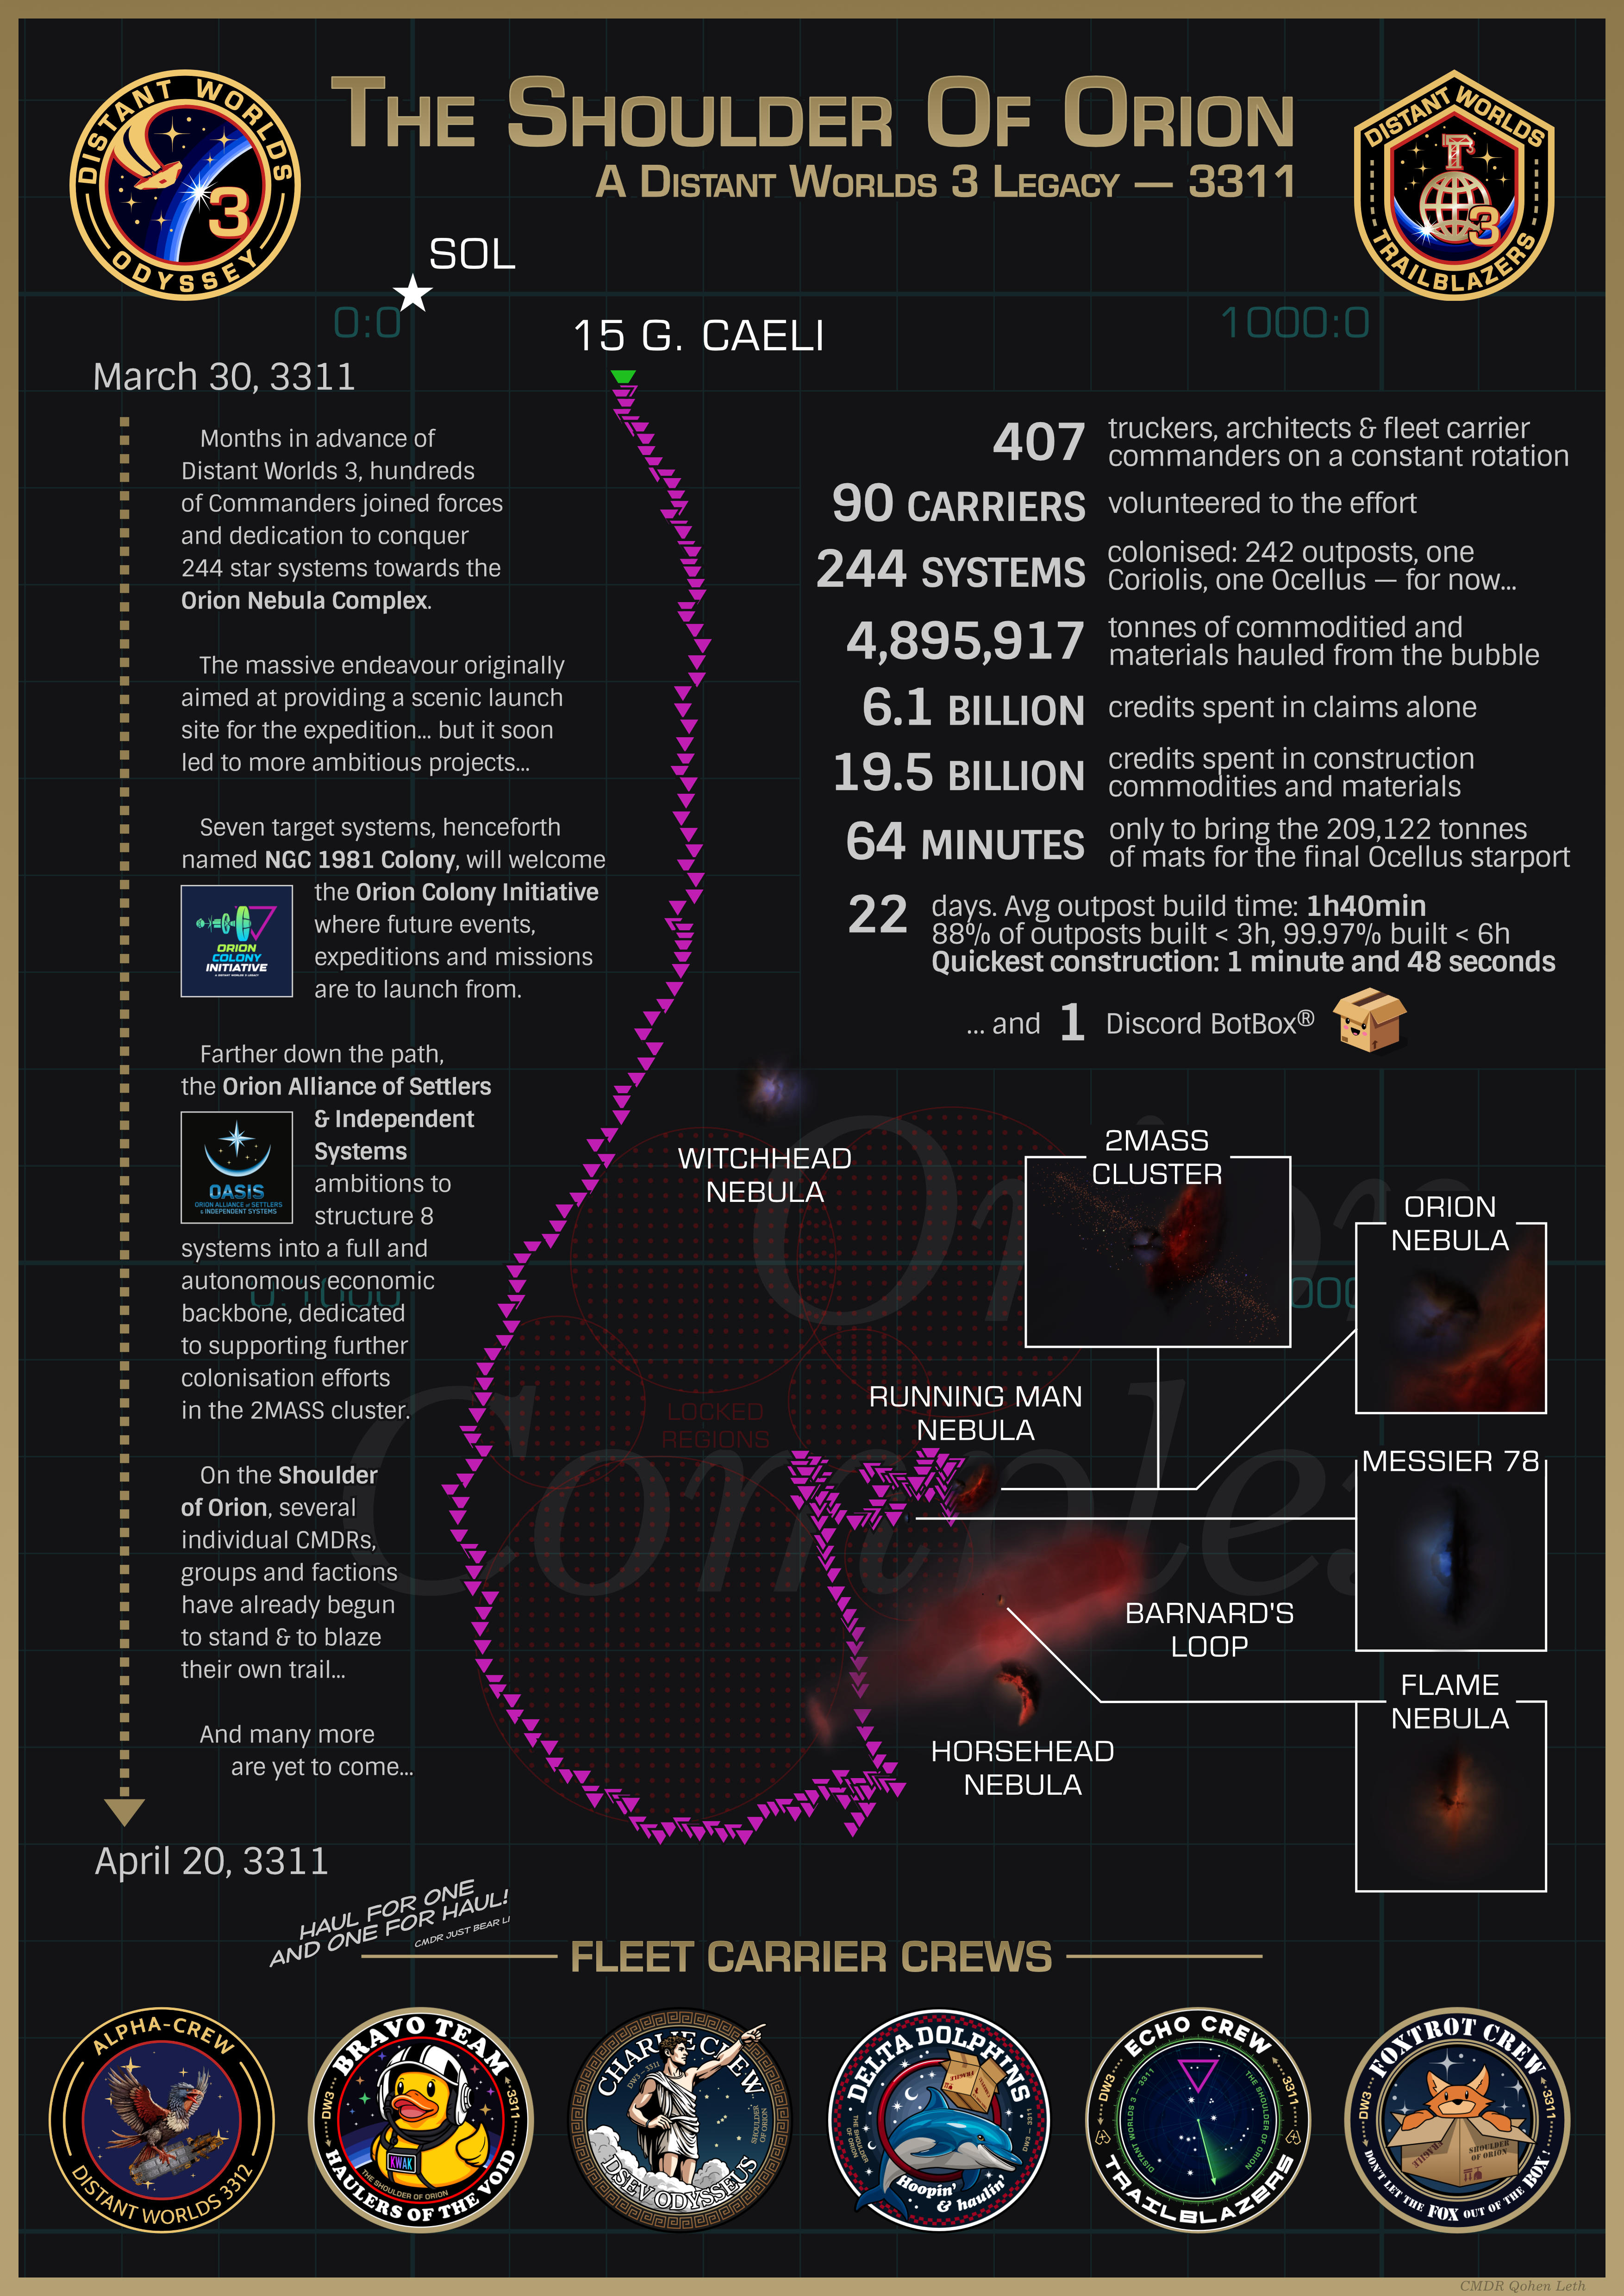 DISTANT WORLDS
3
ODYSSEY
THE SHOULDER OF ORION
A DISTANT WORLDS 3 LEGACY — 3311
DISTANT WORLDS
3
TRAILBLAZERS
SOL
0:0
1000:0
15 G. CAELI
March 30, 3311
Months in advance of
Distant Worlds 3, hundreds
of Commanders joined forces
and dedication to conquer
244 star systems towards the
Orion Nebula Complex.
The massive endeavour originally
aimed at providing a scenic launch
site for the expedition... but it soon
led to more ambitious projects...
Seven target systems, henceforth
named NGC 1981 Colony, will welcome
the Orion Colony Initiative
where future events,
expeditions and missions
are to launch from.
ORION
COLONY
INITIATIVE
A DISTANT WORLDS 3 LEGACY
Farther down the path,
the Orion Alliance of Settlers
& Independent
Systems
ambitions to
structure 8
OASIS
ORION ALLIANCE of SETTLERS
& INDEPENDENT SYSTEMS
systems into a full and
autonomous economic
backbone, dedicated
to supporting further
colonisation efforts
in the 2MASS cluster.
0:1000
On the Shoulder
of Orion, several
individual CMDRs,
groups and factions
have already begun
to stand & to blaze
their own trail...
And many more
are yet to come...
April 20, 3311
407 truckers, architects & fleet carrier
commanders on a constant rotation
90 CARRIERS volunteered to the effort
244 SYSTEMS colonised: 242 outposts, one
Coriolis, one Ocellus — for now...
4,895,917 tonnes of commoditied and
materials hauled from the bubble
6.1 BILLION credits spent in claims alone
19.5 BILLION credits spent in construction
commodities and materials
64 MINUTES only to bring the 209,122 tonnes
of mats for the final Ocellus starport
22 days. Avg outpost build time: 1h40min
88% of outposts built < 3h, 99.97% built < 6h
Quickest construction: 1 minute and 48 seconds
... and 1 Discord BotBox®
Orion
Complex
WITCHHEAD
NEBULA
2MASS
CLUSTER
ORION
NEBULA
LOCKED
REGIONS
RUNNING MAN
NEBULA
MESSIER 78
BARNARD'S
LOOP
FLAME
NEBULA
HORSEHEAD
NEBULA
HAUL FOR ONE
AND ONE FOR HAUL!
CMDR JUST BEAR LI
FLEET CARRIER CREWS
ALPHA-CREW
DISTANT WORLDS 3312
BRAVO TEAM
DW3
3311
KWAK
THE SHOULDER OF ORION
HAULERS OF THE VOID
CHARLIE CREW
DW3 - 3311
SHOULDER
OF ORION
DSEV ODYSSEUS
DELTA DOLPHINS
FRAGILE
THE SHOULDER
OF ORION
DW3 — 3311
Hoopin'
& haulin'
ECHO CREW
DW3
3311
DISTANT WORLDS 3 — 3311
THE SHOULDER OF ORION
TRAILBLAZERS
FOXTROT CREW
DW3
3311
FRAGILE
SHOULDER
OF ORION
DON'T LET THE FOX OUT OF THE BOX !
CMDR Qohen Leth